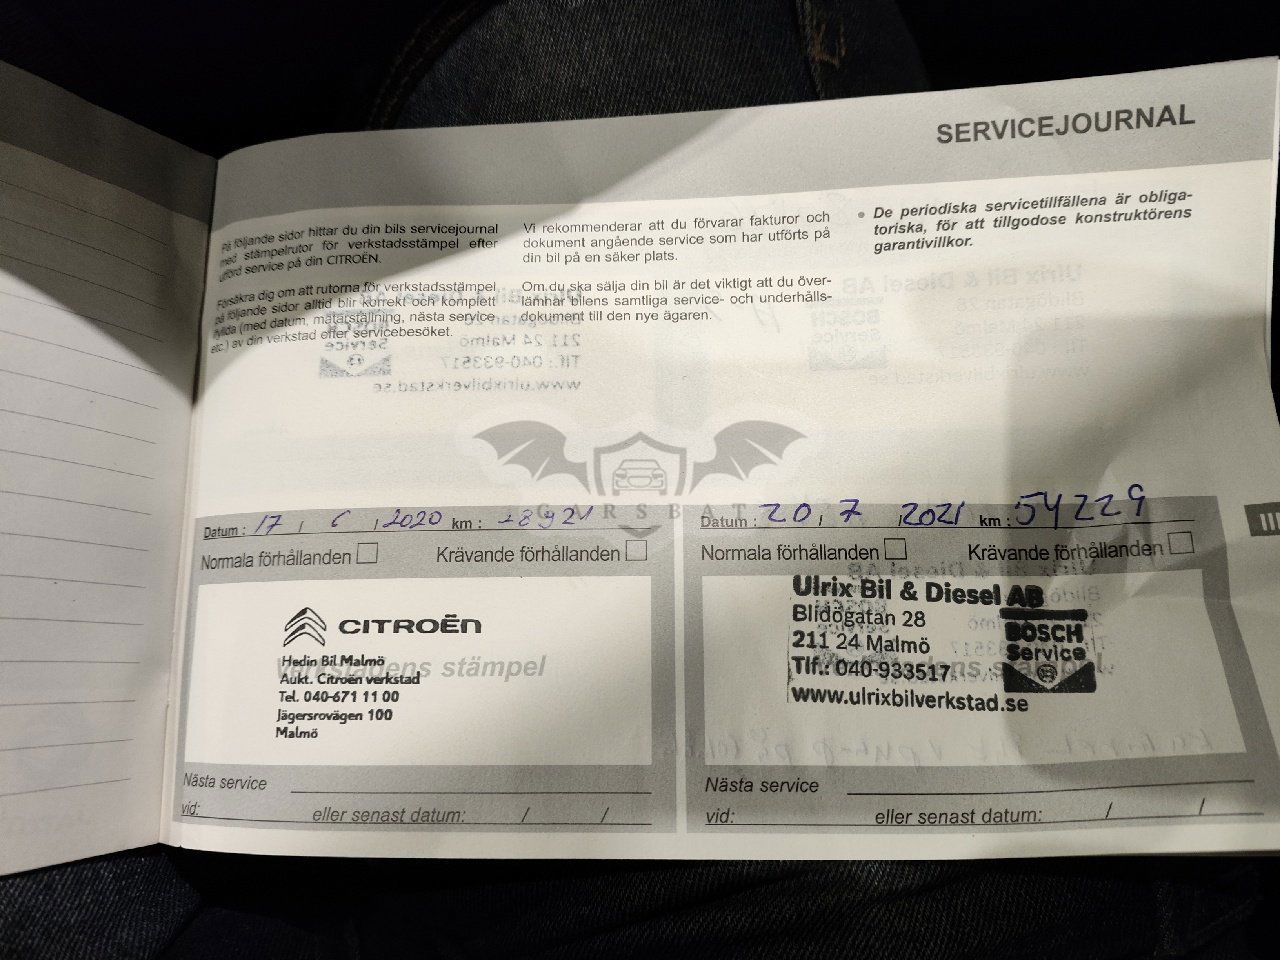 SERVICEJOURNAL
På följande sidor hittar du din bils servicejournal
med stämpelrutor för verkstadsstämpel efter
utförd service på din CITROËN.
Försäkra dig om att rutorna för verkstadsstämpel
på följande sidor alltid blir korrekt och komplett
ifyllda (med datum, mätarställning, nästa service
etc.) av din verkstad efter servicebesöket.
Vi rekommenderar att du förvarar fakturor och
dokument angående service som har utförts på
din bil på en säker plats.
Om du ska sälja din bil är det viktigt att du över-
lämnar bilens samtliga service- och underhålls-
dokument till den nye ägaren.
• De periodiska servicetillfällena är obliga-
toriska, för att tillgodose konstruktörens
garantivillkor.
CARSBAT
Datum : 17 / 6 / 2020 km :
Normala förhållanden Krävande förhållanden
CITROËN
Hedin Bil Malmö
Aukt. Citroën verkstad
Tel. 040-671 11 00
Jägersrovägen 100
Malmö
Verkstadens stämpel
Nästa service
vid: eller senast datum: / /
Datum : 20 / 7 / 2021 km : 54229
Normala förhållanden Krävande förhållanden
Ulrix Bil & Diesel AB
Blidögatan 28
211 24 Malmö
Tlf.: 040-933517
www.ulrixbilverkstad.se
BOSCH
Service
Nästa service
vid: eller senast datum: / /